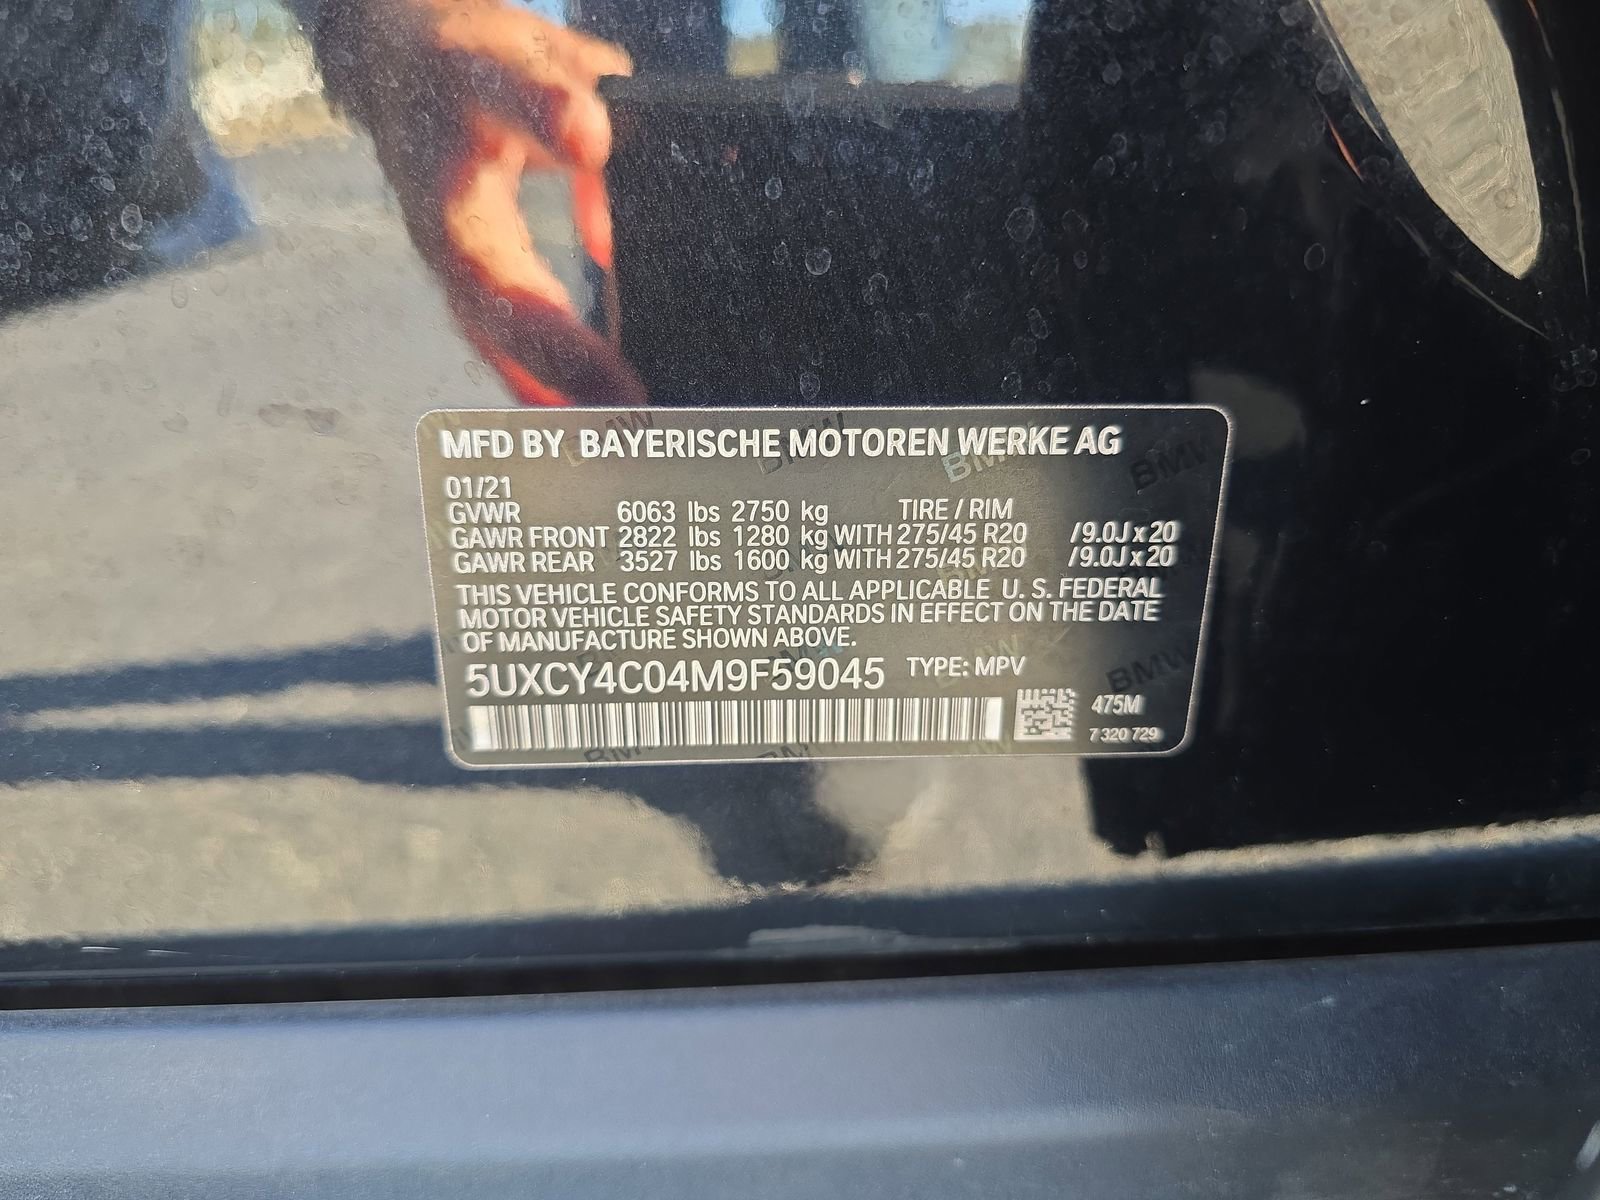 MFD BY BAYERISCHE MOTOREN WERKE AG
01/21
GVWR 6063 lbs 2750 kg TIRE / RIM
GAWR FRONT 2822 lbs 1280 kg WITH 275/45 R20 /9.0J x 20
GAWR REAR 3527 lbs 1600 kg WITH 275/45 R20 /9.0J x 20
THIS VEHICLE CONFORMS TO ALL APPLICABLE U. S. FEDERAL
MOTOR VEHICLE SAFETY STANDARDS IN EFFECT ON THE DATE
OF MANUFACTURE SHOWN ABOVE.
5UXCY4C04M9F59045 TYPE: MPV
475M
7 320 729